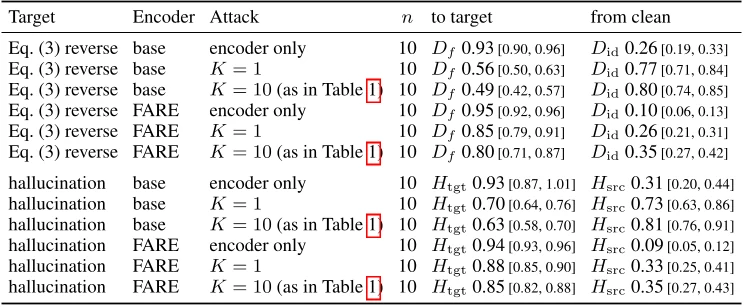 Target Encoder Attack n to target from clean
Eq. (3) reverse base encoder only 10 D_f 0.93 [0.90, 0.96] D_id 0.26 [0.19, 0.33]
Eq. (3) reverse base K = 1 10 D_f 0.56 [0.50, 0.63] D_id 0.77 [0.71, 0.84]
Eq. (3) reverse base K = 10 (as in Table 1) 10 D_f 0.49 [0.42, 0.57] D_id 0.80 [0.74, 0.85]
Eq. (3) reverse FARE encoder only 10 D_f 0.95 [0.92, 0.96] D_id 0.10 [0.06, 0.13]
Eq. (3) reverse FARE K = 1 10 D_f 0.85 [0.79, 0.91] D_id 0.26 [0.21, 0.31]
Eq. (3) reverse FARE K = 10 (as in Table 1) 10 D_f 0.80 [0.71, 0.87] D_id 0.35 [0.27, 0.42]
hallucination base encoder only 10 H_tgt 0.93 [0.87, 1.01] H_src 0.31 [0.20, 0.44]
hallucination base K = 1 10 H_tgt 0.70 [0.64, 0.76] H_src 0.73 [0.63, 0.86]
hallucination base K = 10 (as in Table 1) 10 H_tgt 0.63 [0.58, 0.70] H_src 0.81 [0.76, 0.91]
hallucination FARE encoder only 10 H_tgt 0.94 [0.93, 0.96] H_src 0.09 [0.05, 0.12]
hallucination FARE K = 1 10 H_tgt 0.88 [0.85, 0.90] H_src 0.33 [0.25, 0.41]
hallucination FARE K = 10 (as in Table 1) 10 H_tgt 0.85 [0.82, 0.88] H_src 0.35 [0.27, 0.43]